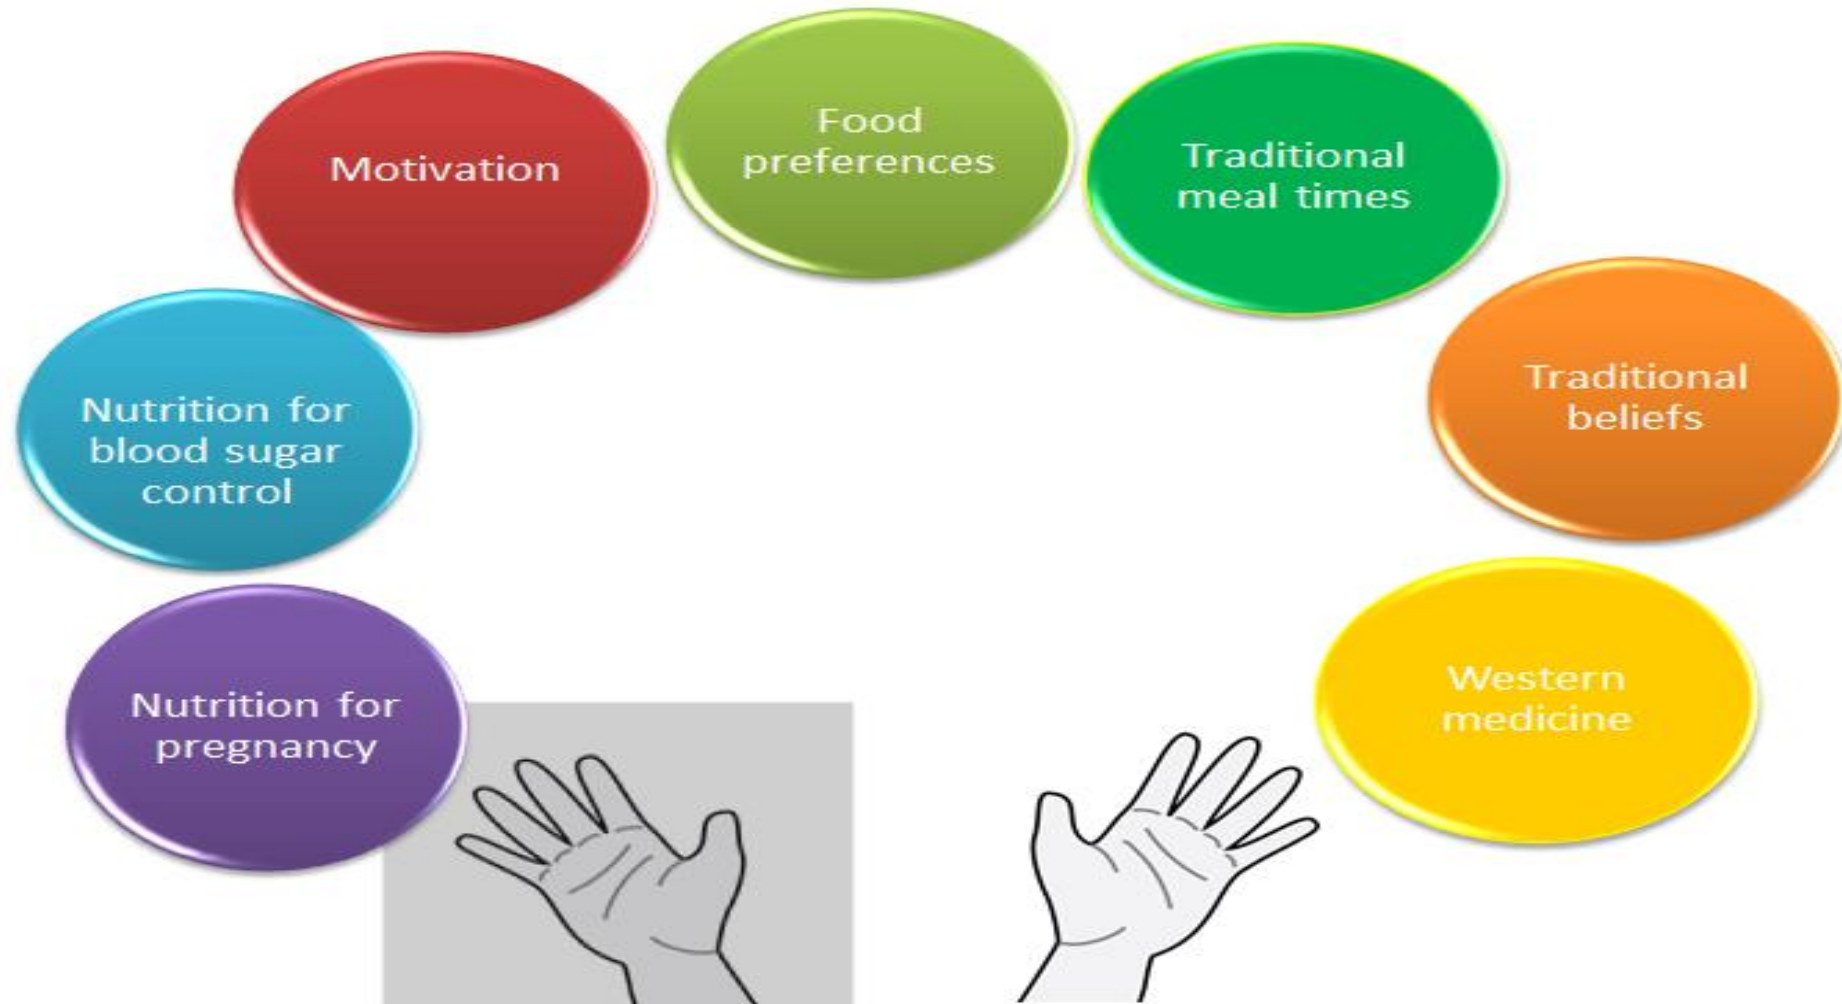 Motivation
Food
preferences
Traditional
meal times
Nutrition for
blood sugar
control
Traditional
beliefs
Nutrition for
pregnancy
Western
medicine